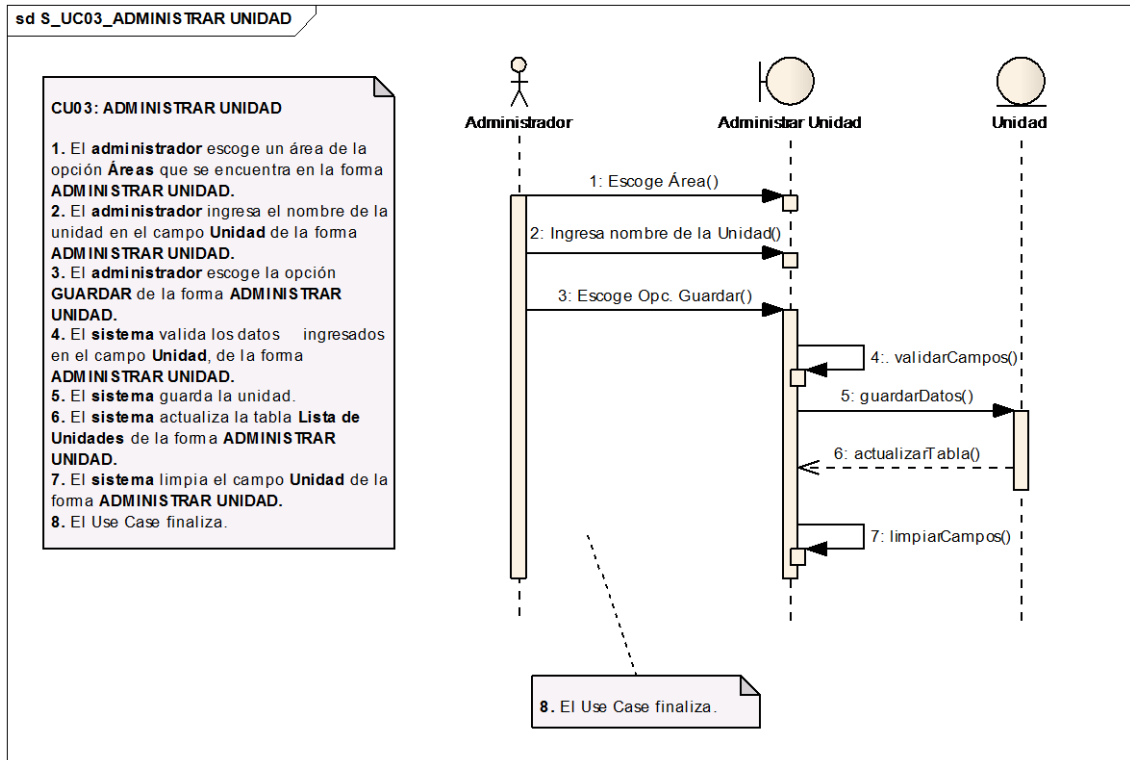 sd S_UC03_ADMINISTRAR UNIDAD
CU03: ADMINISTRAR UNIDAD
1. El administrador escoge un área de la
opción Áreas que se encuentra en la forma
ADMINISTRAR UNIDAD.
2. El administrador ingresa el nombre de la
unidad en el campo Unidad de la forma
ADMINISTRAR UNIDAD.
3. El administrador escoge la opción
GUARDAR de la forma ADMINISTRAR
UNIDAD.
4. El sistema valida los datos ingresados
en el campo Unidad, de la forma
ADMINISTRAR UNIDAD.
5. El sistema guarda la unidad.
6. El sistema actualiza la tabla Lista de
Unidades de la forma ADMINISTRAR
UNIDAD.
7. El sistema limpia el campo Unidad de la
forma ADMINISTRAR UNIDAD.
8. El Use Case finaliza.
Administrador
Administrar Unidad
Unidad
1: Escoge Área()
2: Ingresa nombre de la Unidad()
3: Escoge Opc. Guardar()
4:. validarCampos()
5: guardarDatos()
6: actualizarTabla()
7: limpiarCampos()
8. El Use Case finaliza.